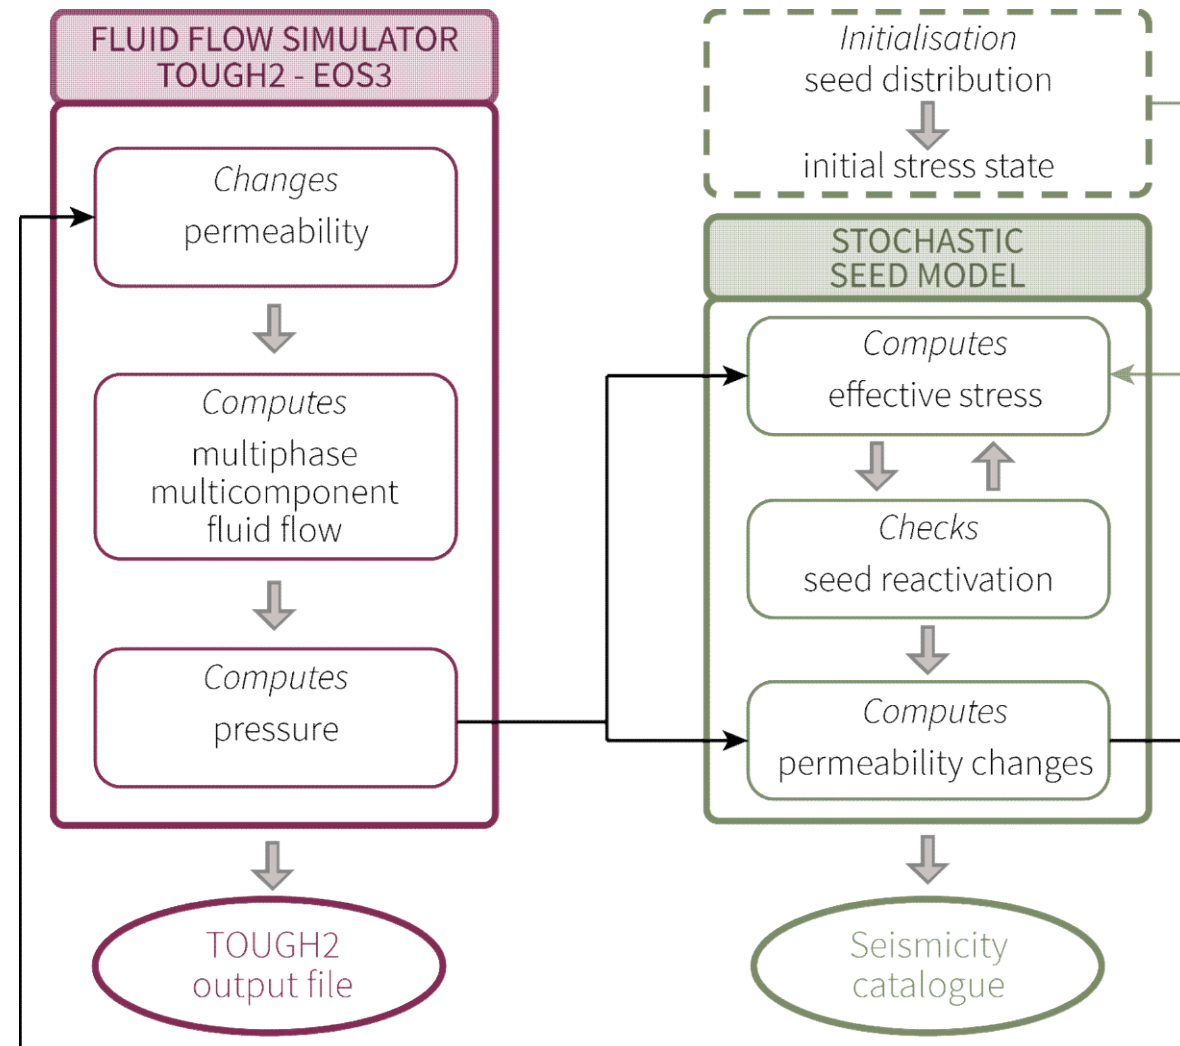 FLUID FLOW SIMULATOR
TOUGH2 - EOS3
Changes
permeability
Computes
multiphase
multicomponent
fluid flow
Computes
pressure
TOUGH2
output file
Initialisation
seed distribution
initial stress state
STOCHASTIC
SEED MODEL
Computes
effective stress
Checks
seed reactivation
Computes
permeability changes
Seismicity
catalogue